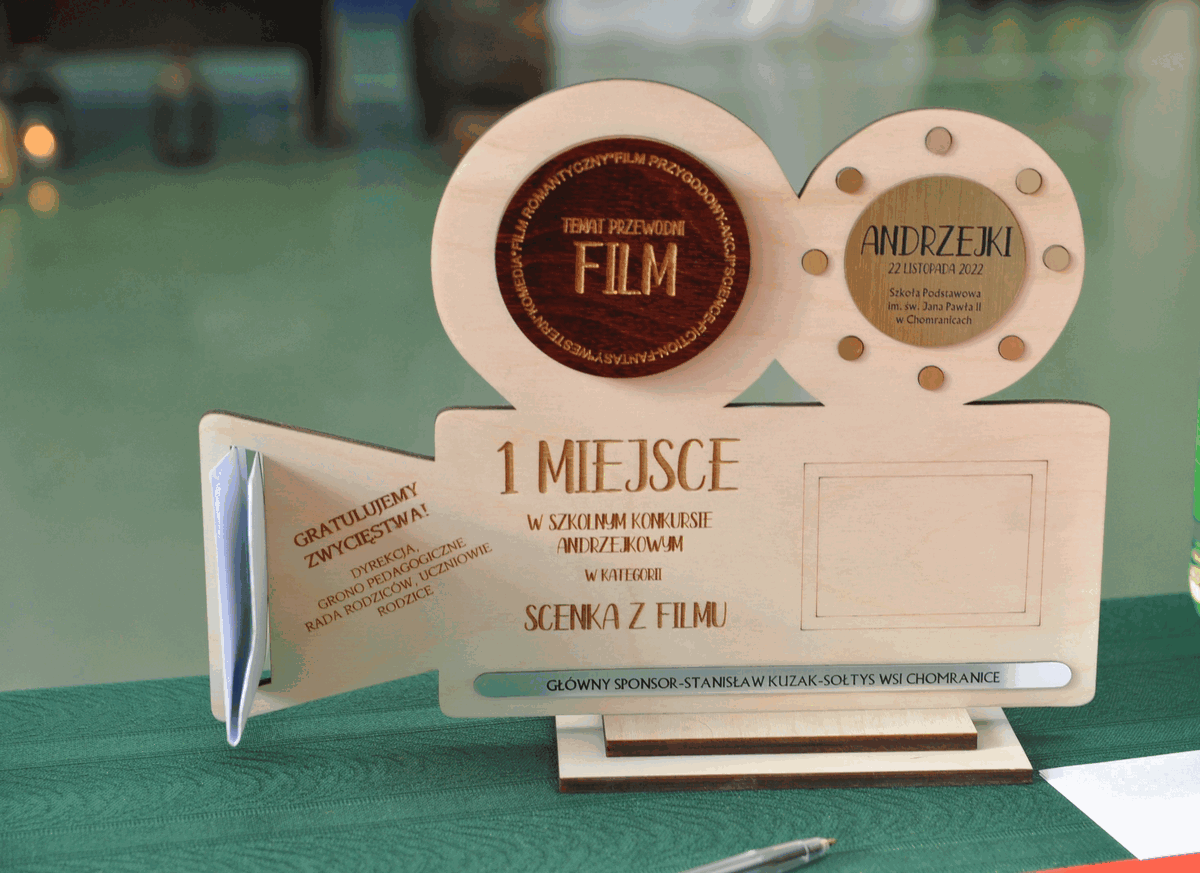 FILM ROMANTYCZNY*FILM PRZYGODOWY-AKCJI*SCIENCE-FICTION-FANTASY*WESTERN*KOMEDIA*
TEMAT PRZEWODNI
FILM
ANDRZEJKI
22 LISTOPADA 2022
Szkoła Podstawowa
im. św. Jana Pawła II
w Chomranicach
1 MIEJSCE
W SZKOLNYM KONKURSIE
ANDRZEJKOWYM
W KATEGORII
SCENKA Z FILMU
GRATULUJEMY
ZWYCIĘSTWA!
DYREKCJA,
GRONO PEDAGOGICZNE
RADA RODZICÓW, UCZNIOWIE
RODZICE
GŁÓWNY SPONSOR-STANISŁAW KUZAK-SOŁTYS WSI CHOMRANICE